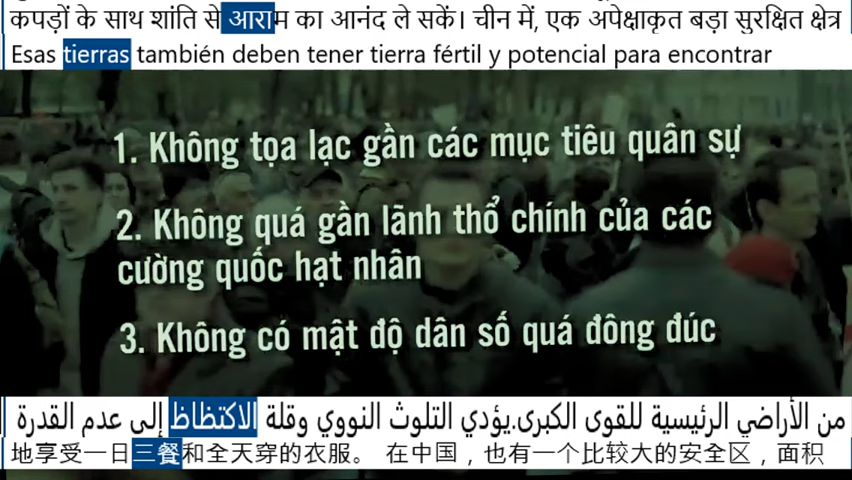 कपड़ों के साथ शांति से आराम का आनंद ले सकें। चीन में, एक अपेक्षाकृत बड़ा सुरक्षित क्षेत्र
Esas tierras también deben tener tierra fértil y potencial para encontrar
1. Không tọa lạc gần các mục tiêu quân sự
2. Không quá gần lãnh thổ chính của các
cường quốc hạt nhân
3. Không có mật độ dân số quá đông đúc
من الأراضي الرئيسية للقوى الكبرى.يؤدي التلوث النووي وقلة الاكتظاظ إلى عدم القدرة
地享受一日三餐和全天穿的衣服。 在中国，也有一个比较大的安全区，面积